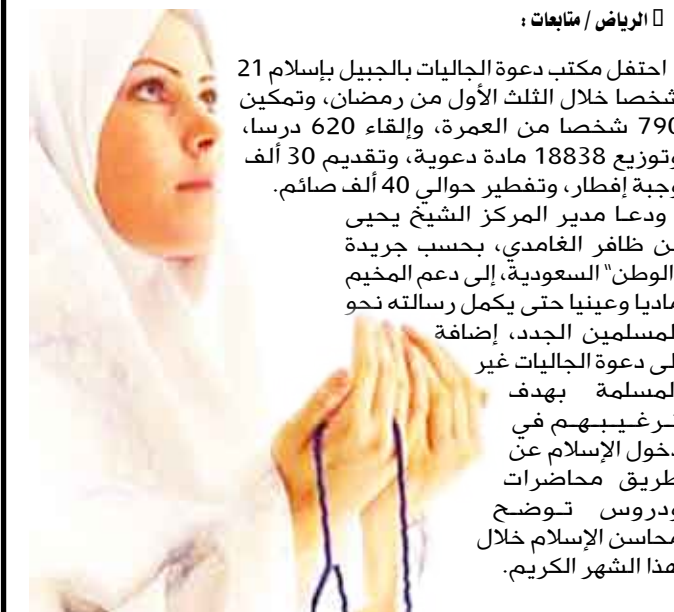 الرياض / متابعات :
احتفل مكتب دعوة الجاليات بالجبيل بإسلام 21
شخصا خلال الثلث الأول من رمضان، وتمكين
790 شخصا من العمرة، وإلقاء 620 درسا،
وتوزيع 18838 مادة دعوية، وتقديم 30 ألف
وجبة إفطار، وتفطير حوالي 40 ألف صائم.
ودعا مدير المركز الشيخ يحيى
بن ظافر الغامدي، بحسب جريدة
الوطن" السعودية، إلى دعم المخيم
ماديا وعينيا حتى يكمل رسالته نحو
المسلمين الجدد، إضافة
إلى دعوة الجاليات غير
المسلمة بهدف
ترغيبهم في
دخول الإسلام عن
طريق محاضرات
ودروس توضح
محاسن الإسلام خلال
هذا الشهر الكريم.